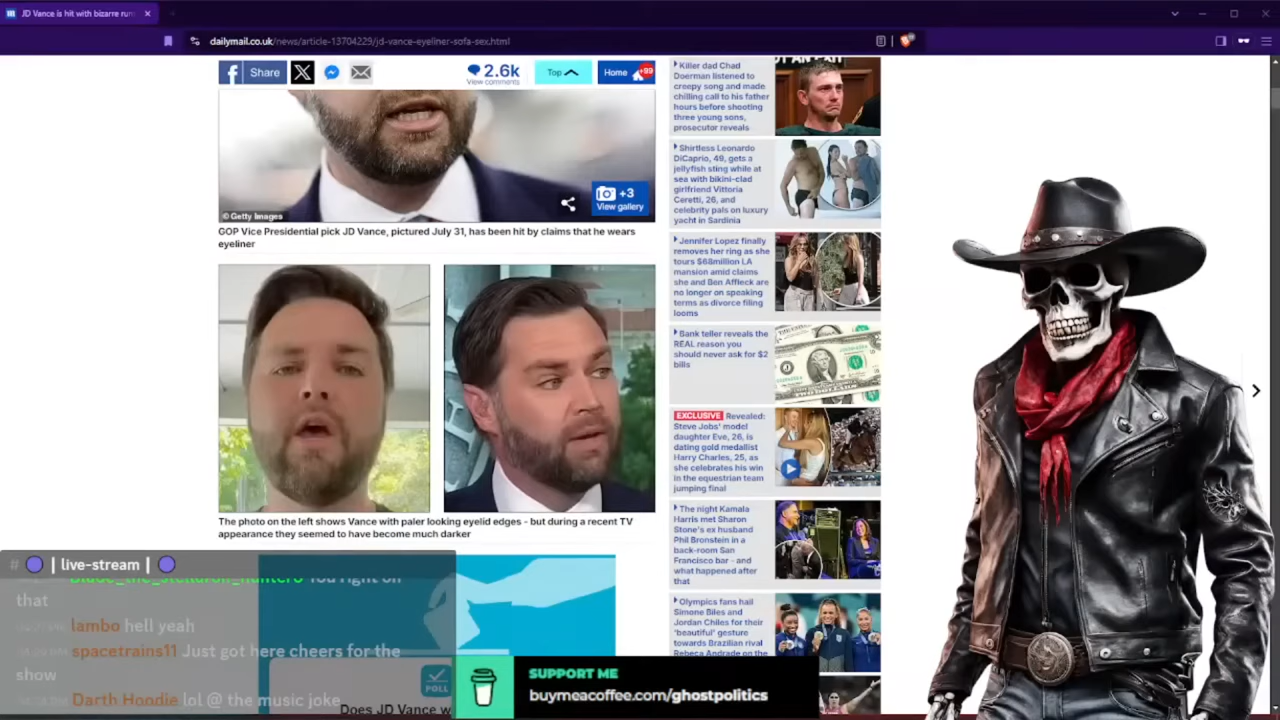 JD Vance is hit with bizarre rum
dailymail.co.uk/news/article-13704229/jd-vance-eyeliner-sofa-sex.html
Share
2.6k
View comments
Top
Home
+99
+3
View gallery
© Getty Images
GOP Vice Presidential pick JD Vance, pictured July 31, has been hit by claims that he wears
eyeliner
The photo on the left shows Vance with paler looking eyelid edges - but during a recent TV
appearance they seemed to have become much darker
POLL
Does JD Vance w
Killer dad Chad
Doerman listened to
creepy song and made
chilling call to his father
hours before shooting
three young sons,
prosecutor reveals
Shirtless Leonardo
DiCaprio, 49, gets a
jellyfish sting while at
sea with bikini-clad
girlfriend Vittoria
Ceretti, 26, and
celebrity pals on luxury
yacht in Sardinia
Jennifer Lopez finally
removes her ring as she
tours $68million LA
mansion amid claims
she and Ben Affleck are
no longer on speaking
terms as divorce filing
looms
Bank teller reveals the
REAL reason you
should never ask for $2
bills
EXCLUSIVE Revealed:
Steve Jobs' model
daughter Eve, 26, is
dating gold medallist
Harry Charles, 25, as
she celebrates his win
in the equestrian team
jumping final
The night Kamala
Harris met Sharon
Stone's ex husband
Phil Bronstein in a
back-room San
Francisco bar - and
what happened after
that
Olympics fans hail
Simone Biles and
Jordan Chiles for their
'beautiful' gesture
towards Brazilian rival
Rebeca Andrade on the
# | live-stream |
You right on
that
lambo hell yeah
spacetrains11 Just got here cheers for the
show
Darth Hoodie lol @ the music joke
SUPPORT ME
buymeacoffee.com/ghostpolitics